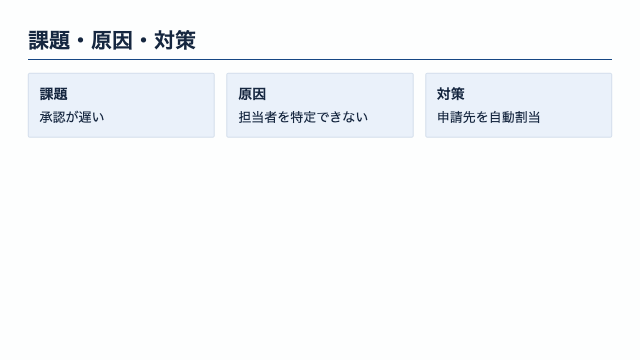 課題・原因・対策
課題
承認が遅い
原因
担当者を特定できない
対策
申請先を自動割当